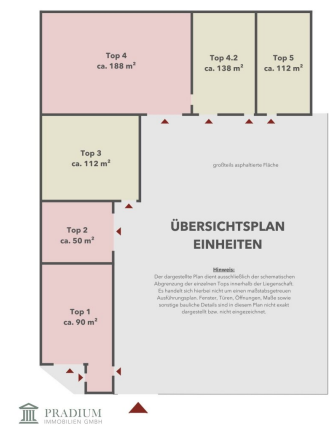 Top 4
ca. 188 m²
Top 4.2
ca. 138 m²
Top 5
ca. 112 m²
Top 3
ca. 112 m²
großteils asphaltierte Fläche
Top 2
ca. 50 m²
ÜBERSICHTSPLAN
EINHEITEN
Hinweis:
Der dargestellte Plan dient ausschließlich der schematischen
Abgrenzung der einzelnen Tops innerhalb der Liegenschaft.
Es handelt sich hierbei nicht um einen maßstabsgetreuen
Ausführungsplan. Fenster, Türen, Öffnungen, Maße sowie
sonstige bauliche Details sind in diesem Plan nicht exakt
dargestellt bzw. nicht eingezeichnet.
Top 1
ca. 90 m²
PRADIUM
IMMOBILIEN GMBH